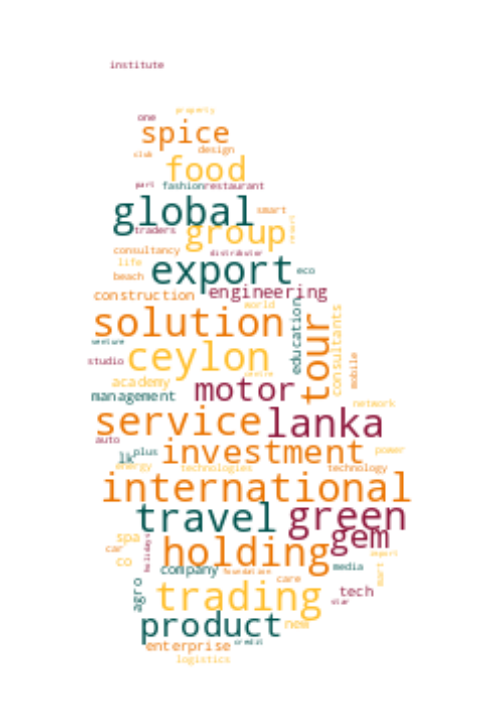 institute
property
one
spice
design
club
food
part fashion restaurant
global smart
traders group resort
consultancy distributor
life export eco
beach
construction engineering
world
solution tour education consultants
venture
studio ceylon centre mobile
academy motor
management network
service lanka
auto
lk plus investment power
energy technologies technology
international
travel green
spa gem
car holidays holding import
co company foundation media
care mart
agro trading tech
star
product new
enterprise credit
logistics